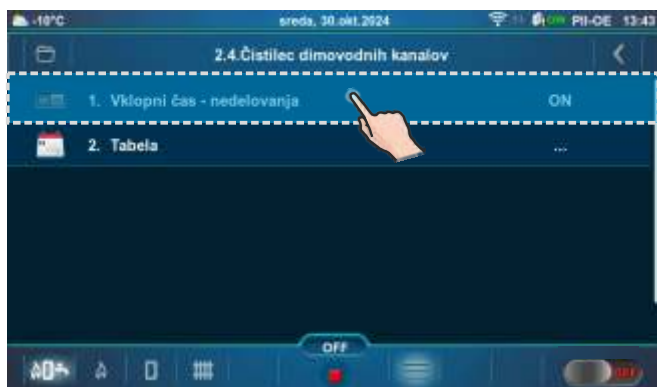 -10°C sreda, 30.okt.2024 PII-OE 13:43
2.4.Čistilec dimovodnih kanalov
1. Vklopni čas - nedelovanja ON
2. Tabela ...
OFF
OFF